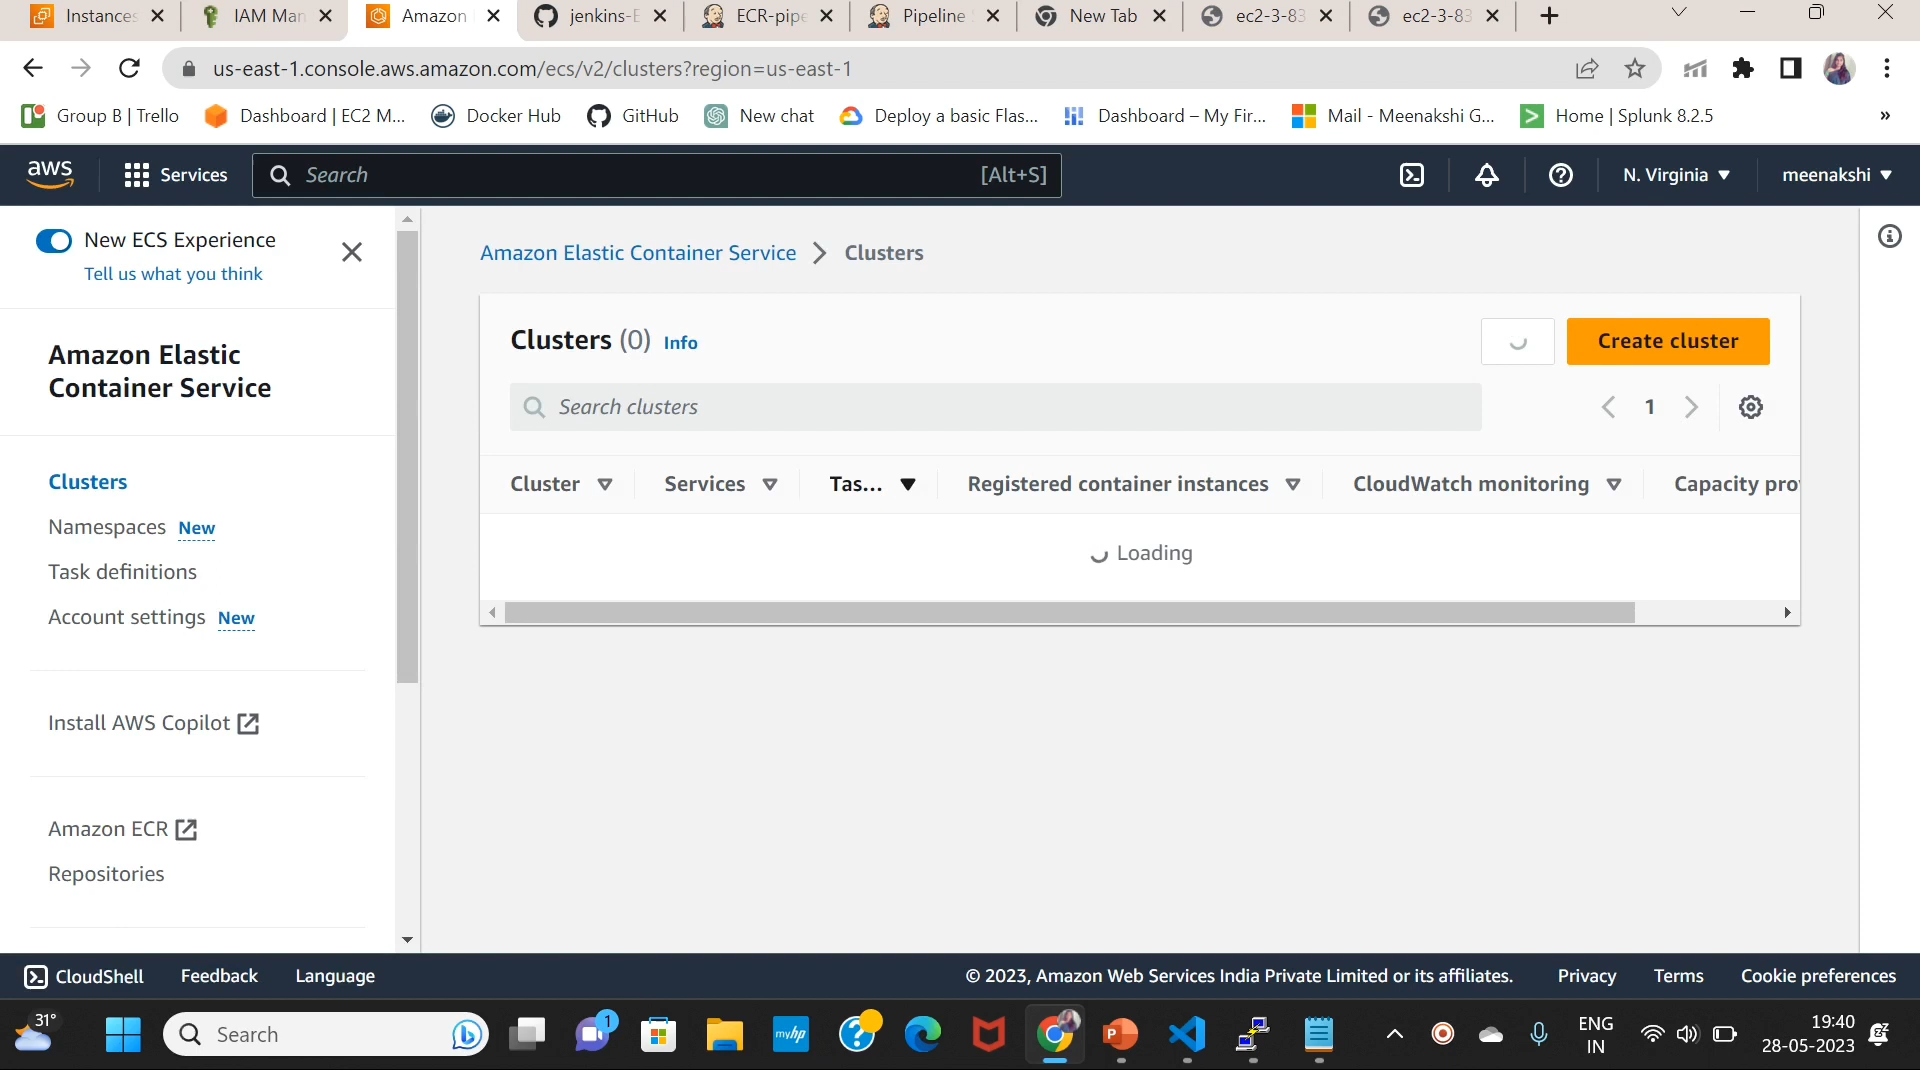 Instances
IAM Man
Amazon
jenkins-E
ECR-pipe
Pipeline
New Tab
ec2-3-83
ec2-3-83
us-east-1.console.aws.amazon.com/ecs/v2/clusters?region=us-east-1
Group B | Trello
Dashboard | EC2 M...
Docker Hub
GitHub
New chat
Deploy a basic Flas...
Dashboard – My Fir...
Mail - Meenakshi G...
Home | Splunk 8.2.5
»
aws
Services
Search
[Alt+S]
N. Virginia
meenakshi
New ECS Experience
Tell us what you think
Amazon Elastic
Container Service
Clusters
Namespaces New
Task definitions
Account settings New
Install AWS Copilot
Amazon ECR
Repositories
Amazon Elastic Container Service > Clusters
Clusters (0) Info
Create cluster
Search clusters
1
Cluster
Services
Tas...
Registered container instances
CloudWatch monitoring
Capacity pro
Loading
CloudShell
Feedback
Language
© 2023, Amazon Web Services India Private Limited or its affiliates.
Privacy
Terms
Cookie preferences
31°
Search
1
myhp
ENG
IN
19:40
28-05-2023